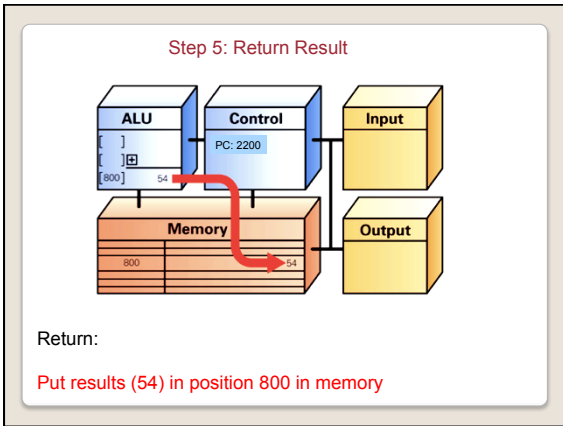 Step 5: Return Result
ALU
Control
Input
[ ]
PC: 2200
[ ] +
[800] 54
Memory
Output
800 54
Return:
Put results (54) in position 800 in memory